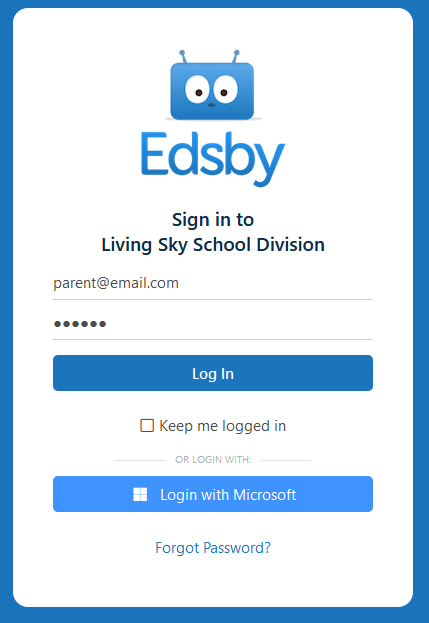 Edsby
Sign in to
Living Sky School Division
parent@email.com
●●●●●●
Log In
Keep me logged in
OR LOGIN WITH:
Login with Microsoft
Forgot Password?